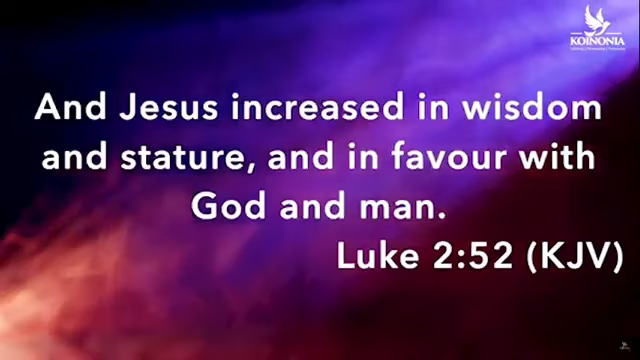 KOINONIA
And Jesus increased in wisdom
and stature, and in favour with
God and man.
Luke 2:52 (KJV)